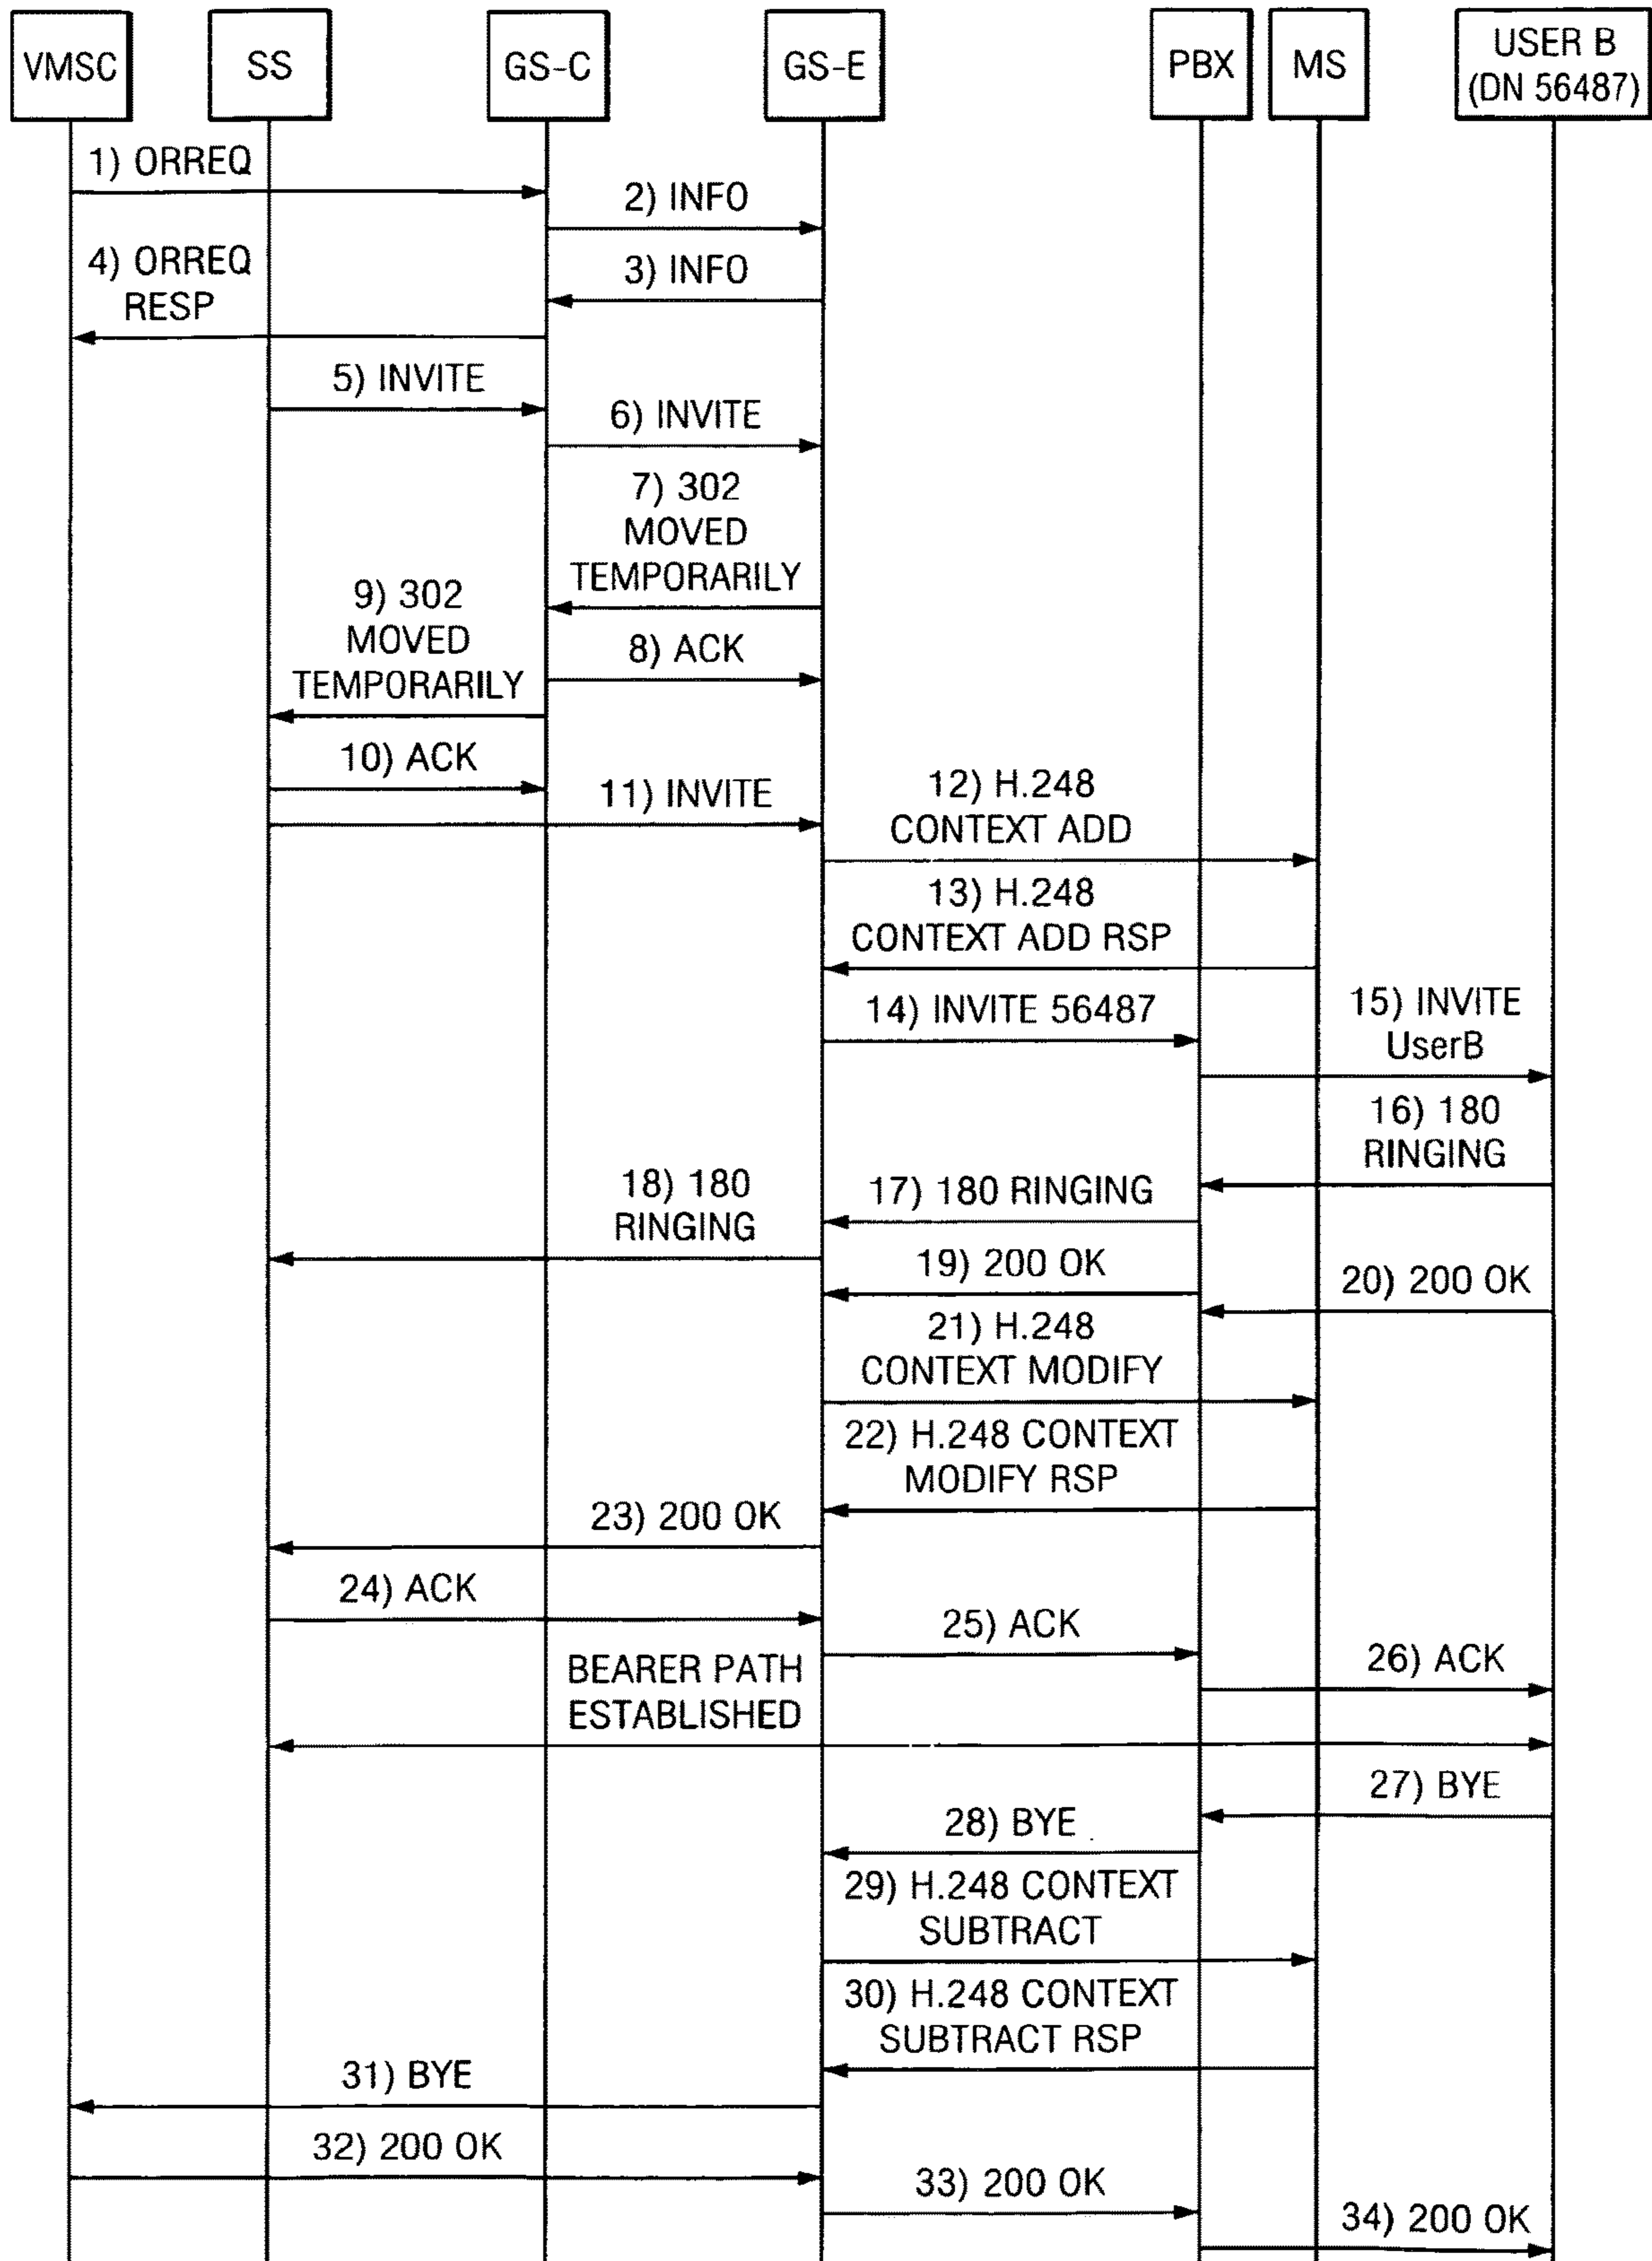 VMSC
SS
GS-C
GS-E
PBX
MS
USER B
(DN 56487)
1) ORREQ
2) INFO
3) INFO
4) ORREQ
RESP
5) INVITE
6) INVITE
7) 302
MOVED
TEMPORARILY
8) ACK
9) 302
MOVED
TEMPORARILY
10) ACK
11) INVITE
12) H.248
CONTEXT ADD
13) H.248
CONTEXT ADD RSP
14) INVITE 56487
15) INVITE
UserB
16) 180
RINGING
17) 180 RINGING
18) 180
RINGING
19) 200 OK
20) 200 OK
21) H.248
CONTEXT MODIFY
22) H.248 CONTEXT
MODIFY RSP
23) 200 OK
24) ACK
25) ACK
26) ACK
BEARER PATH
ESTABLISHED
27) BYE
28) BYE
29) H.248 CONTEXT
SUBTRACT
30) H.248 CONTEXT
SUBTRACT RSP
31) BYE
32) 200 OK
33) 200 OK
34) 200 OK